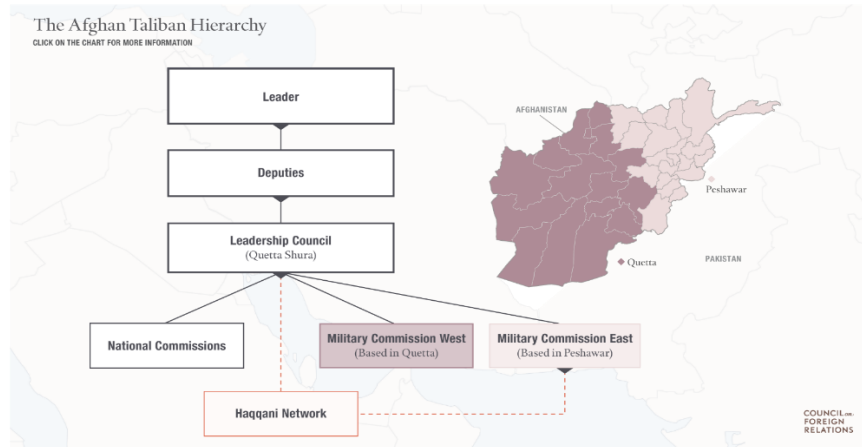 The Afghan Taliban Hierarchy
CLICK ON THE CHART FOR MORE INFORMATION
Leader
Deputies
Leadership Council
(Quetta Shura)
National Commissions
Military Commission West
(Based in Quetta)
Military Commission East
(Based in Peshawar)
Haqqani Network
AFGHANISTAN
Peshawar
Quetta
PAKISTAN
COUNCIL on
FOREIGN
RELATIONS